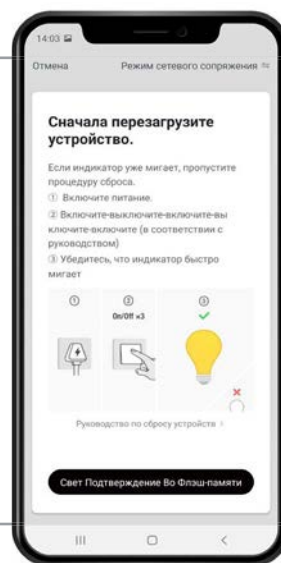 14:03
Отмена Режим сетевого сопряжения
Сначала перезагрузите
устройство.
Если индикатор уже мигает, пропустите
процедуру сброса.
① Включите питание.
② Включите-выключите-включите-вы
ключите-включите (в соответствии с
руководством)
③ Убедитесь, что индикатор быстро
мигает
① ② ③
On/Off ×3
Руководство по сбросу устройств >
Свет Подтверждение Во Флэш-памяти